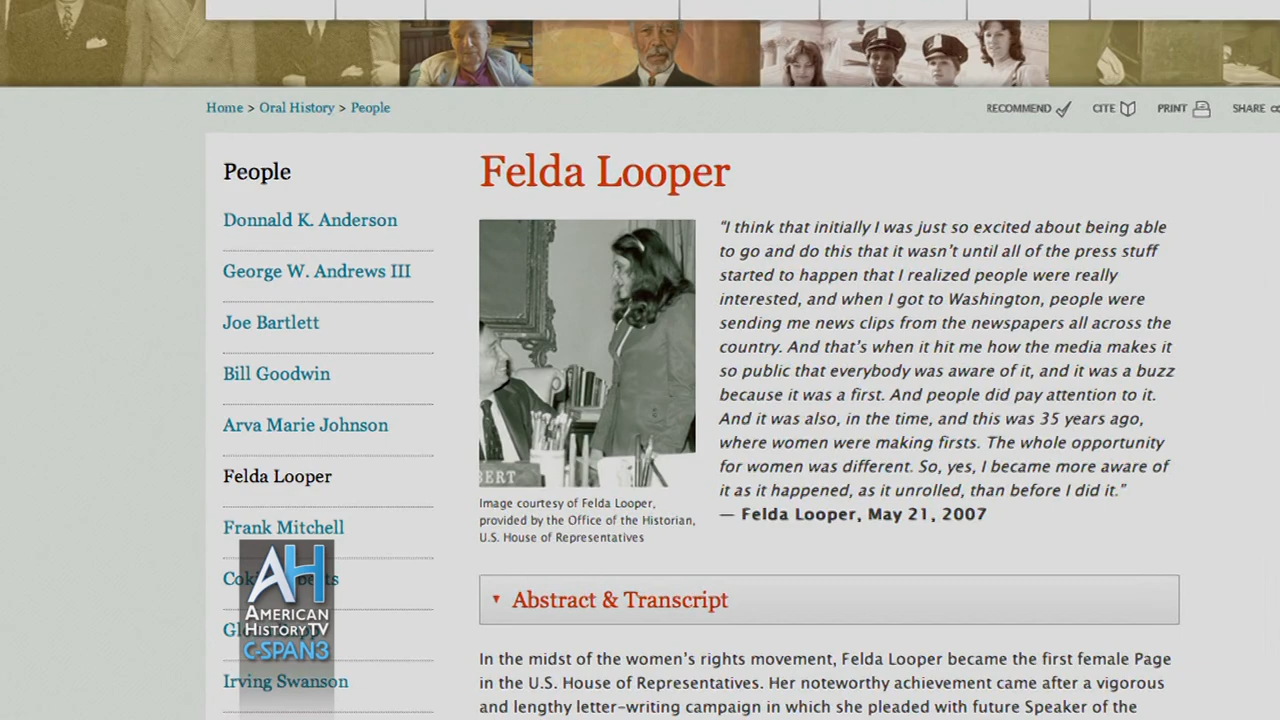 Home > Oral History > People
RECOMMEND CITE PRINT SHARE
People
Donnald K. Anderson
George W. Andrews III
Joe Bartlett
Bill Goodwin
Arva Marie Johnson
Felda Looper
Frank Mitchell
Irving Swanson
AH
AMERICAN
HISTORY TV
C-SPAN3
Felda Looper
BERT
Image courtesy of Felda Looper,
provided by the Office of the Historian,
U.S. House of Representatives
“I think that initially I was just so excited about being able
to go and do this that it wasn’t until all of the press stuff
started to happen that I realized people were really
interested, and when I got to Washington, people were
sending me news clips from the newspapers all across the
country. And that’s when it hit me how the media makes it
so public that everybody was aware of it, and it was a buzz
because it was a first. And people did pay attention to it.
And it was also, in the time, and this was 35 years ago,
where women were making firsts. The whole opportunity
for women was different. So, yes, I became more aware of
it as it happened, as it unrolled, than before I did it.”
— Felda Looper, May 21, 2007
Abstract & Transcript
In the midst of the women’s rights movement, Felda Looper became the first female Page
in the U.S. House of Representatives. Her noteworthy achievement came after a vigorous
and lengthy letter-writing campaign in which she pleaded with future Speaker of the